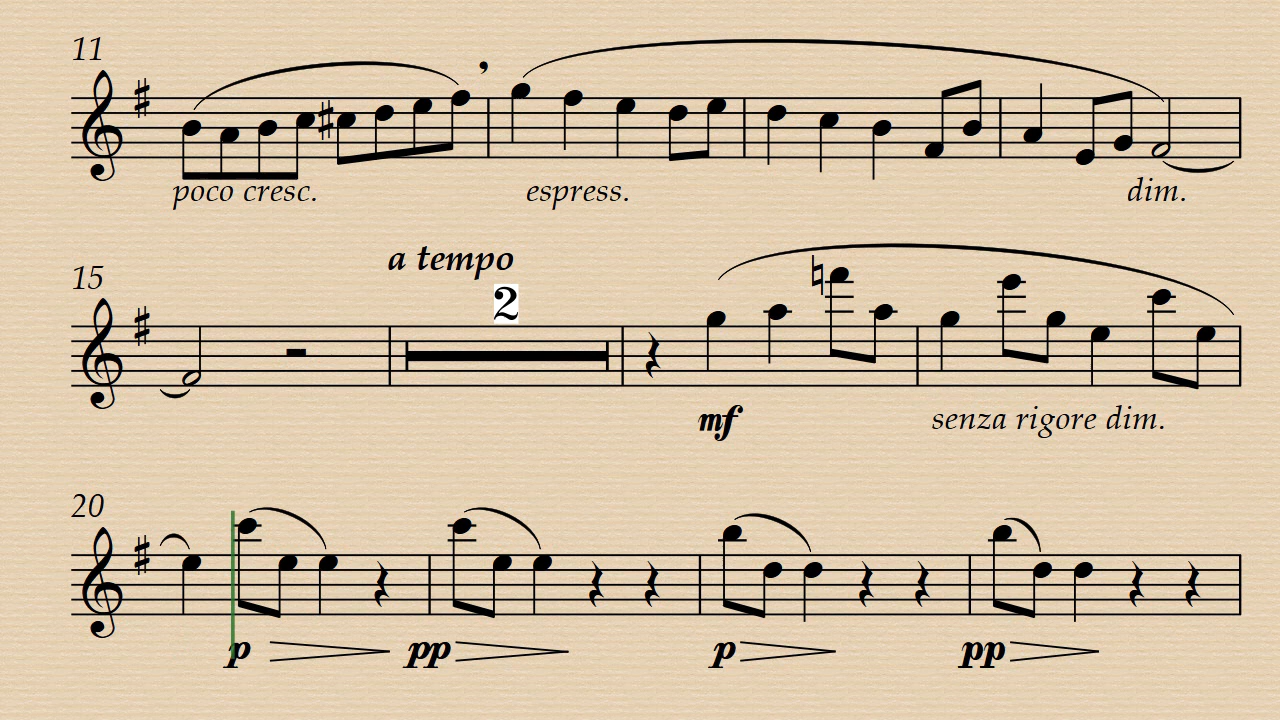 11
poco cresc.
espress.
dim.
a tempo
15
2
mf
senza rigore dim.
20
p
pp
p
pp